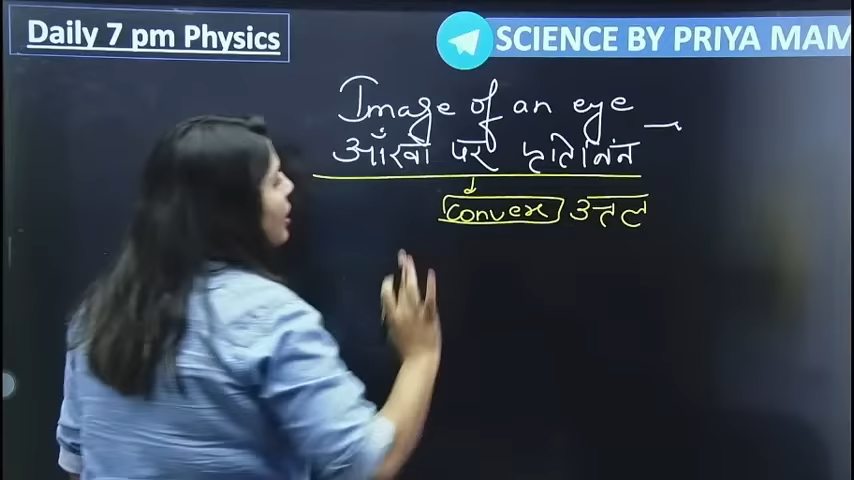 Daily 7 pm Physics
SCIENCE BY PRIYA MAM
Image of an eye →
आँखों पर प्रतिबिंब
convex उत्तल